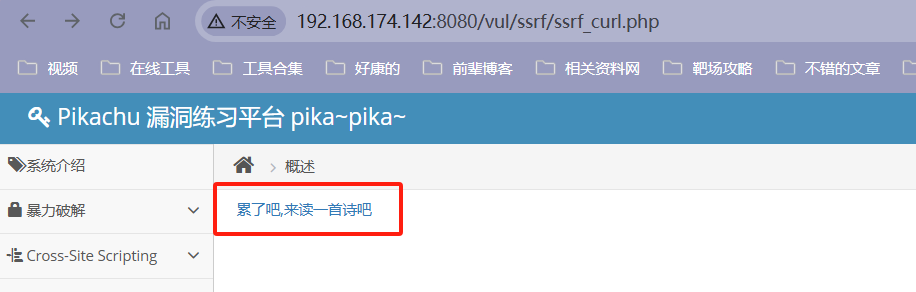 不安全 192.168.174.142:8080/vul/ssrf/ssrf_curl.php
视频 在线工具 工具合集 好康的 前辈博客 相关资料网 靶场攻略 不错的文章
Pikachu 漏洞练习平台 pika~pika~
系统介绍
概述
暴力破解
累了吧,来读一首诗吧
Cross-Site Scripting